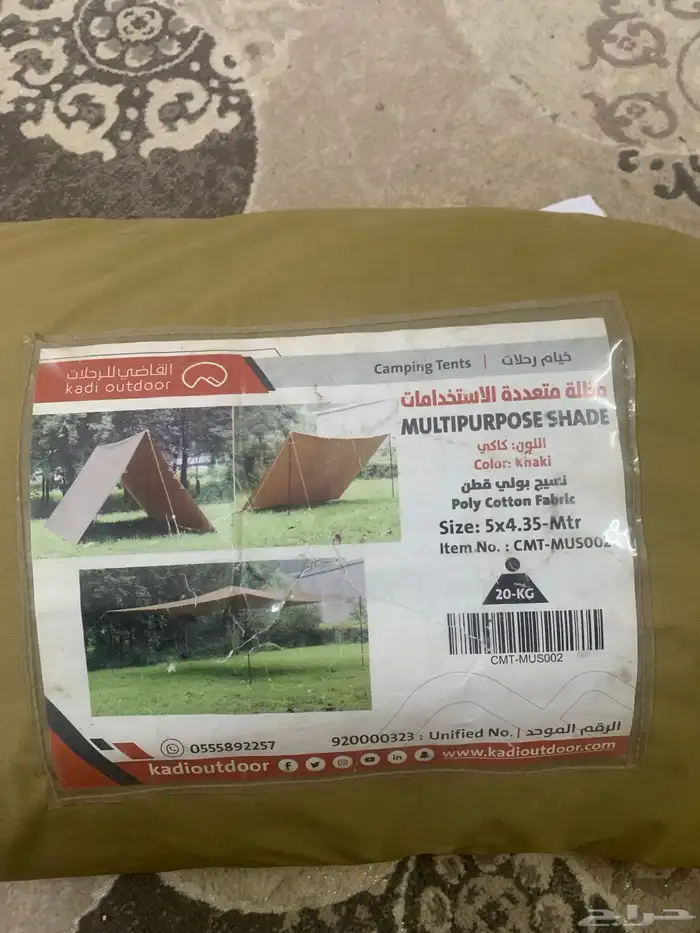 القاضي للرحلات
kadi outdoor
Camping Tents | خيام رحلات
مظلة متعددة الاستخدامات
MULTIPURPOSE SHADE
اللون: كاكي
Color: Khaki
نسيج بولي قطن
Poly Cotton Fabric
Size: 5x4.35-Mtr
Item No. : CMT-MUS002
20-KG
CMT-MUS002
0555892257
920000323 : Unified No. | الرقم الموحد
kadioutdoor
www.kadioutdoor.com
حراج